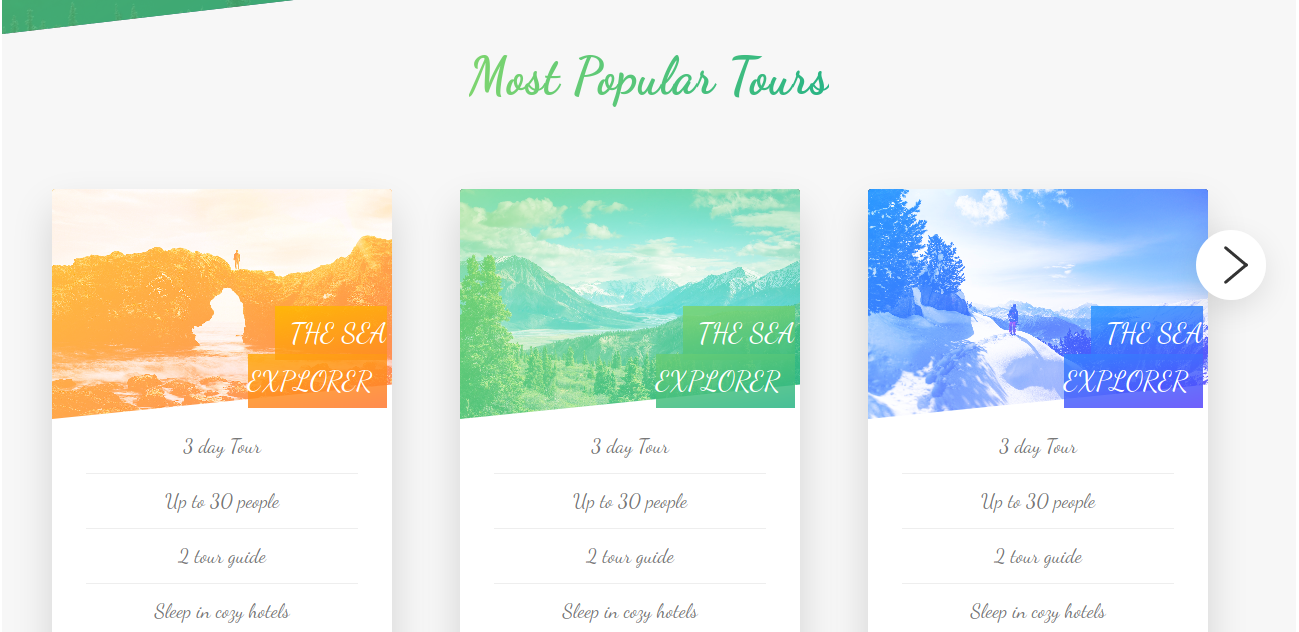 Most Popular Tours
THE SEA
EXPLORER
3 day Tour
Up to 30 people
2 tour guide
Sleep in cozy hotels
THE SEA
EXPLORER
3 day Tour
Up to 30 people
2 tour guide
Sleep in cozy hotels
THE SEA
EXPLORER
3 day Tour
Up to 30 people
2 tour guide
Sleep in cozy hotels